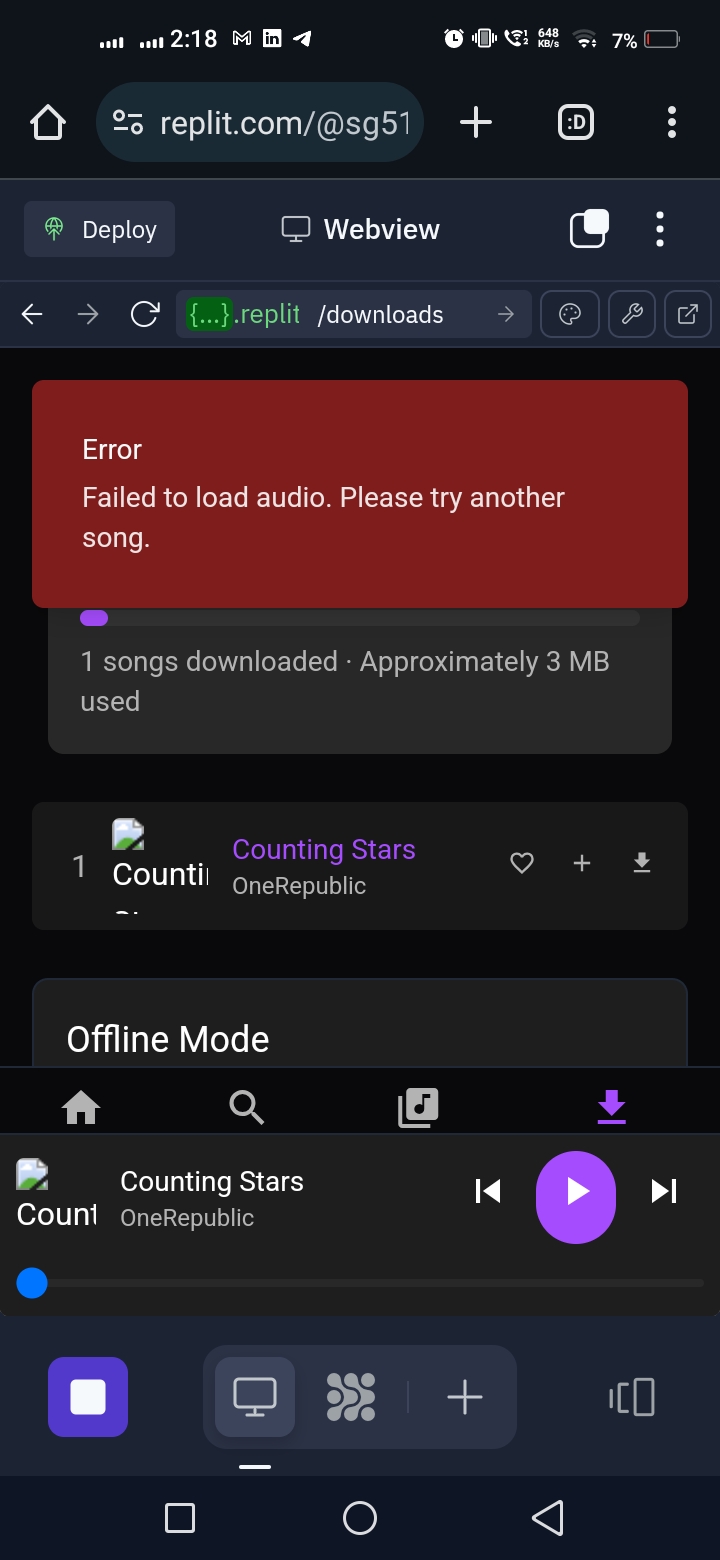 2:18
648
KB/s
7%
replit.com/@sg51
:D
Deploy
Webview
{...}.replit /downloads
Error
Failed to load audio. Please try another
song.
1 songs downloaded · Approximately 3 MB
used
1
Counti
Counting Stars
OneRepublic
Offline Mode
Count
Counting Stars
OneRepublic